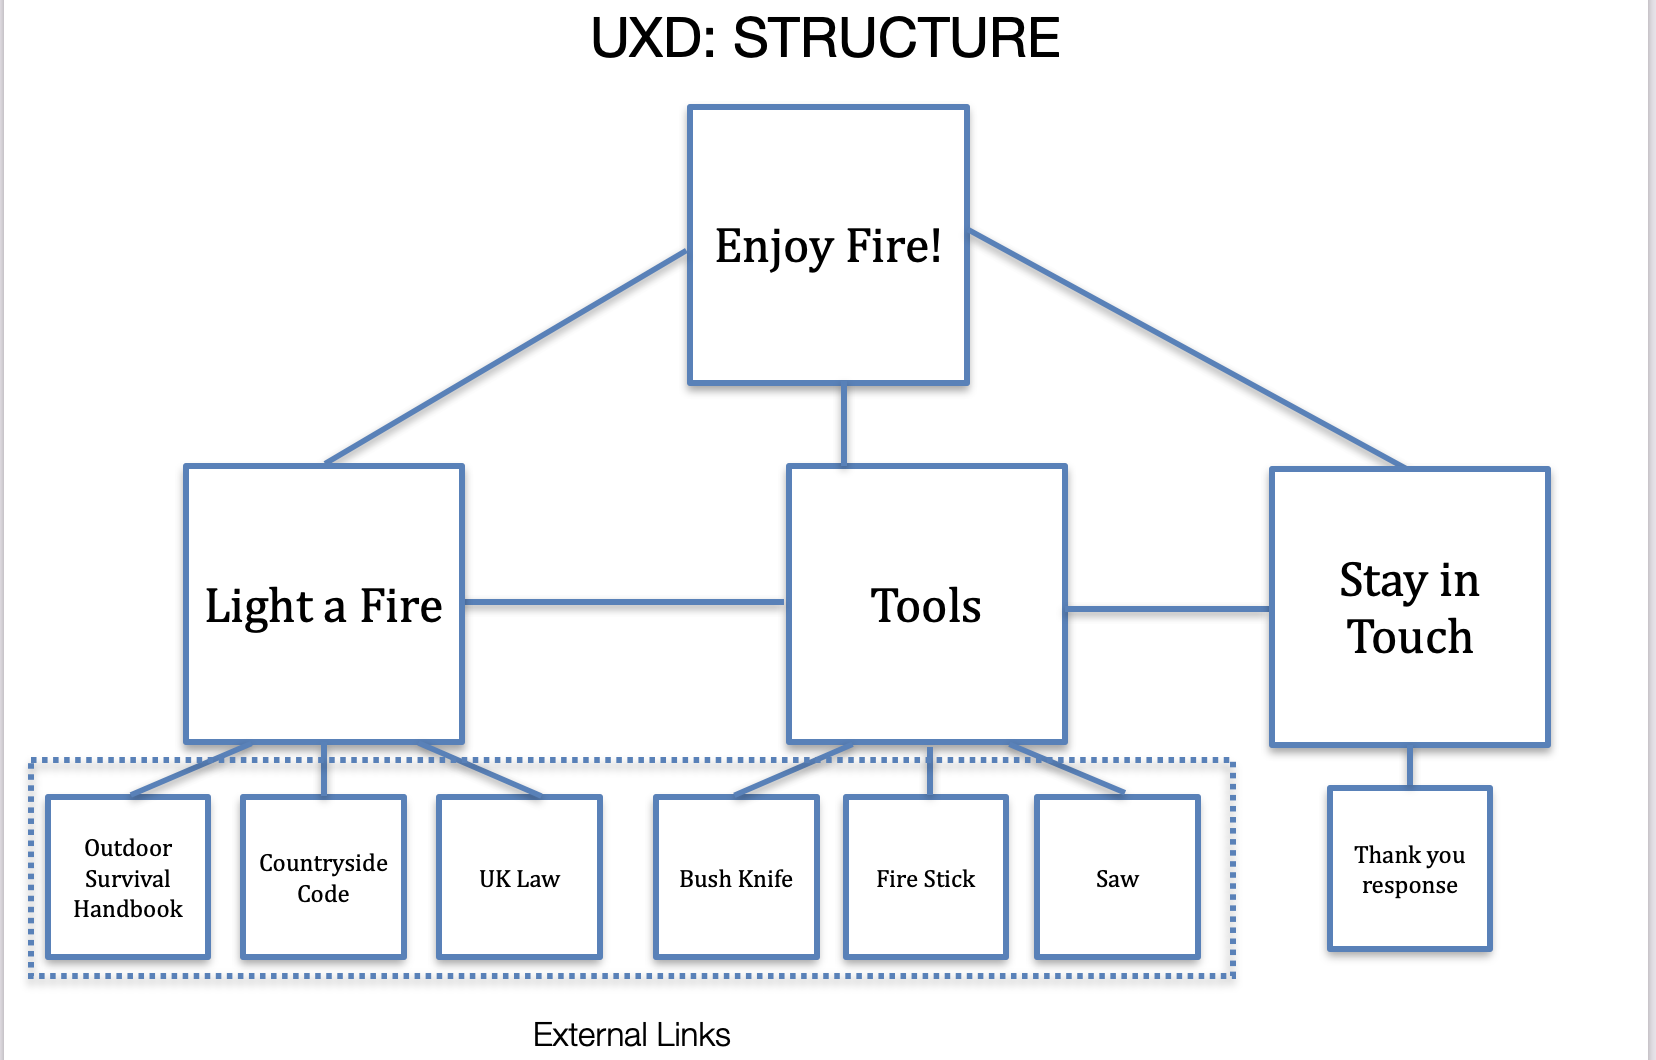 UXD: STRUCTURE
Enjoy Fire!
Light a Fire
Tools
Stay in
Touch
Outdoor
Survival
Handbook
Countryside
Code
UK Law
Bush Knife
Fire Stick
Saw
Thank you
response
External Links